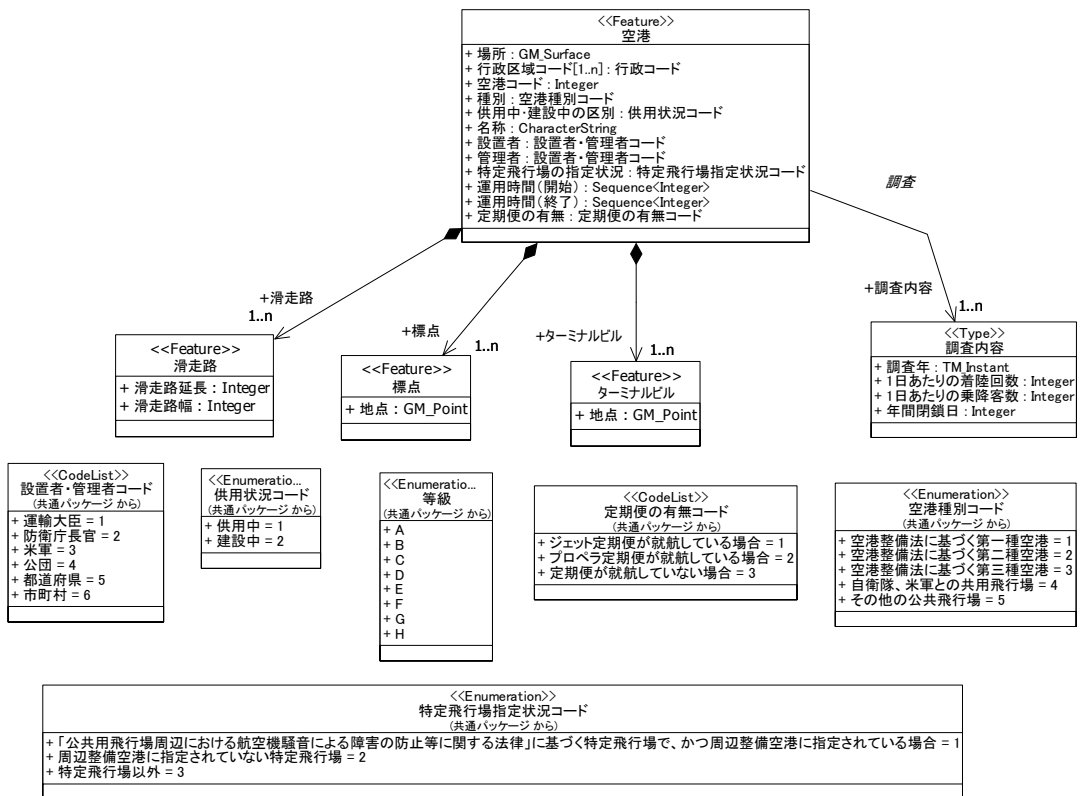 <<Feature>>
空港
+ 場所 : GM_Surface
+ 行政区域コード[1..n] : 行政コード
+ 空港コード : Integer
+ 種別 : 空港種別コード
+ 供用中・建設中の区別 : 供用状況コード
+ 名称 : CharacterString
+ 設置者 : 設置者・管理者コード
+ 管理者 : 設置者・管理者コード
+ 特定飛行場の指定状況 : 特定飛行場指定状況コード
+ 運用時間（開始） : Sequence<Integer>
+ 運用時間（終了） : Sequence<Integer>
+ 定期便の有無 : 定期便の有無コード
調査
+滑走路
1..n
+標点
1..n
+ターミナルビル
1..n
+調査内容
1..n
<<Feature>>
滑走路
+ 滑走路延長 : Integer
+ 滑走路幅 : Integer
<<Feature>>
標点
+ 地点 : GM_Point
<<Feature>>
ターミナルビル
+ 地点 : GM_Point
<<Type>>
調査内容
+ 調査年 : TM_Instant
+ 1日あたりの着陸回数 : Integer
+ 1日あたりの乗降客数 : Integer
+ 年間閉鎖日 : Integer
<<CodeList>>
設置者・管理者コード
(共通パッケージ から)
+ 運輸大臣 = 1
+ 防衛庁長官 = 2
+ 米軍 = 3
+ 公団 = 4
+ 都道府県 = 5
+ 市町村 = 6
<<Enumeratio...
供用状況コード
(共通パッケージ から)
+ 供用中 = 1
+ 建設中 = 2
<<Enumeratio...
等級
(共通パッケージ から)
+ A
+ B
+ C
+ D
+ E
+ F
+ G
+ H
<<CodeList>>
定期便の有無コード
(共通パッケージ から)
+ ジェット定期便が就航している場合 = 1
+ プロペラ定期便が就航している場合 = 2
+ 定期便が就航していない場合 = 3
<<Enumeration>>
空港種別コード
(共通パッケージ から)
+ 空港整備法に基づく第一種空港 = 1
+ 空港整備法に基づく第二種空港 = 2
+ 空港整備法に基づく第三種空港 = 3
+ 自衛隊、米軍との共用飛行場 = 4
+ その他の公共飛行場 = 5
<<Enumeration>>
特定飛行場指定状況コード
(共通パッケージ から)
+ 「公共用飛行場周辺における航空機騒音による障害の防止等に関する法律」に基づく特定飛行場で、かつ周辺整備空港に指定されている場合 = 1
+ 周辺整備空港に指定されていない特定飛行場 = 2
+ 特定飛行場以外 = 3